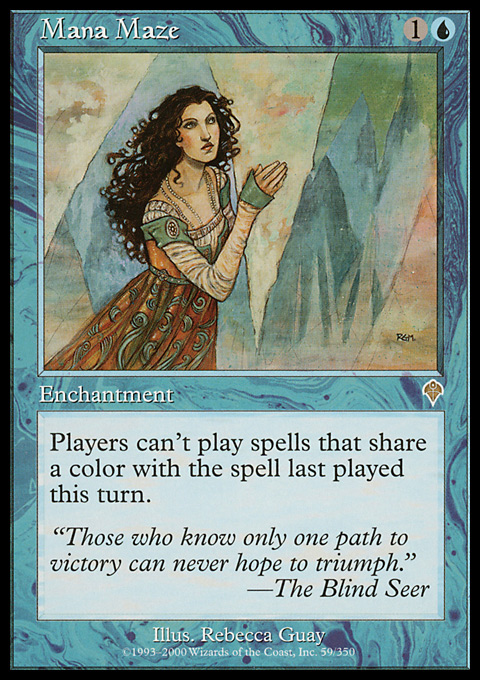 Mana Maze 1
RGM.
Enchantment
Players can't play spells that share
a color with the spell last played
this turn.
"Those who know only one path to
victory can never hope to triumph."
—The Blind Seer
Illus. Rebecca Guay
©1993-2000 Wizards of the Coast, Inc. 59/350